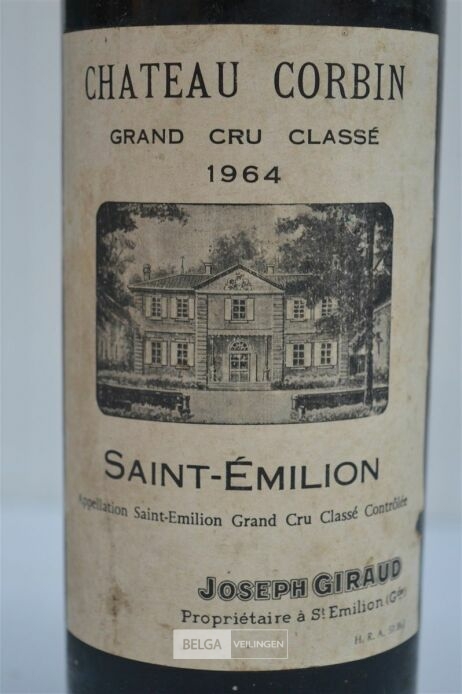 CHATEAU CORBIN
GRAND CRU CLASSÉ
1964
SAINT-ÉMILION
Appellation Saint-Emilion Grand Cru Classé Contrôlée
JOSEPH GIRAUD
Propriétaire à St Emilion
H. R. A.
BELGA VEILINGEN